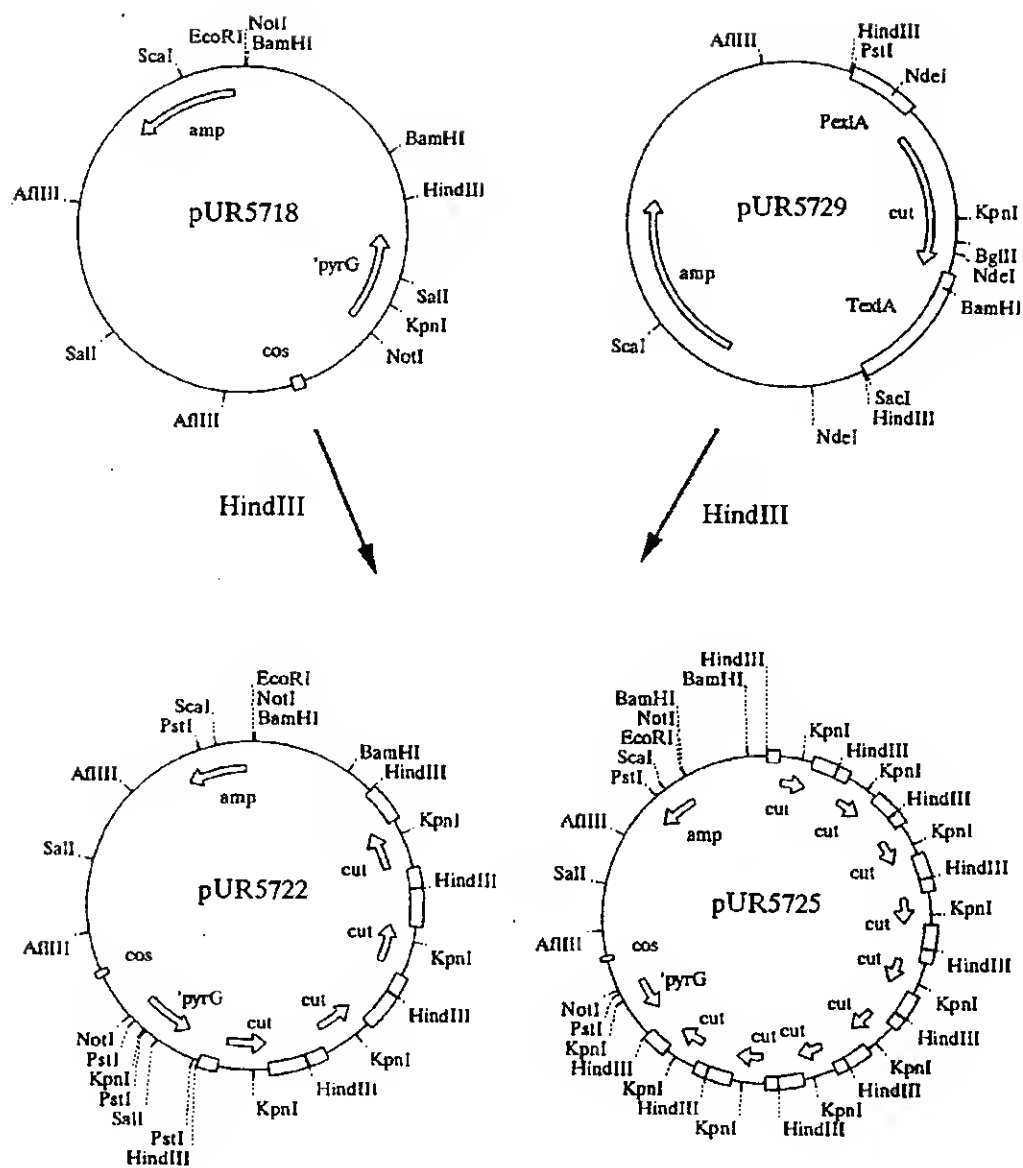 EcoRI
NotI
BamHI
ScaI
amp
BamHI
HindIII
AflIII
pUR5718
'pyrG
SalI
KpnI
NotI
SalI
cos
AflIII
AflIII
HindIII
PstI
NdeI
PexlA
pUR5729
cut
KpnI
BglII
NdeI
BamHI
amp
TexlA
ScaI
SacI
HindIII
NdeI
HindIII
HindIII
EcoRI
NotI
BamHI
ScaI
PstI
BamHI
HindIII
AflIII
amp
KpnI
SalI
cut
HindIII
pUR5722
cut
AflIII
KpnI
cos
'pyrG
cut
cut
HindIII
NotI
PstI
KpnI
PstI
SalI
KpnI
HindIII
KpnI
PstI
HindIII
HindIII
BamHI
BamHI
NotI
EcoRI
ScaI
PstI
KpnI
HindIII
KpnI
HindIII
AflIII
amp
cut
cut
KpnI
SalI
cut
HindIII
pUR5725
cut
KpnI
AflIII
cos
cut
HindIII
'pyrG
cut
KpnI
NotI
PstI
KpnI
HindIII
cut
cut
cut
HindIII
KpnI
KpnI
HindIII
HindIII
KpnI
KpnI
HindIII